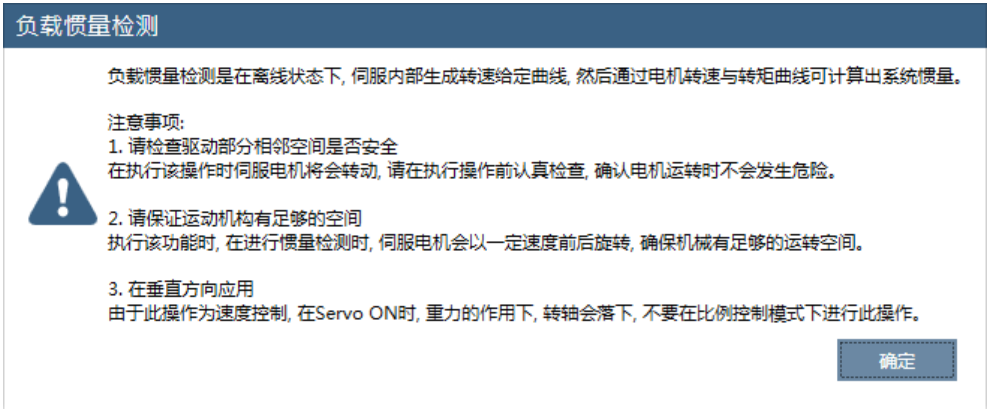 负载惯量检测
负载惯量检测是在离线状态下, 伺服内部生成转速给定曲线, 然后通过电机转速与转矩曲线可计算出系统惯量。
注意事项:
1. 请检查驱动部分相邻空间是否安全
在执行该操作时伺服电机将会转动, 请在执行操作前认真检查, 确认电机运转时不会发生危险。
2. 请保证运动机构有足够的空间
执行该功能时, 在进行惯量检测时, 伺服电机会以一定速度前后旋转, 确保机械有足够的运转空间。
3. 在垂直方向应用
由于此操作为速度控制, 在Servo ON时, 重力的作用下, 转轴会落下, 不要在比例控制模式下进行此操作。
确定